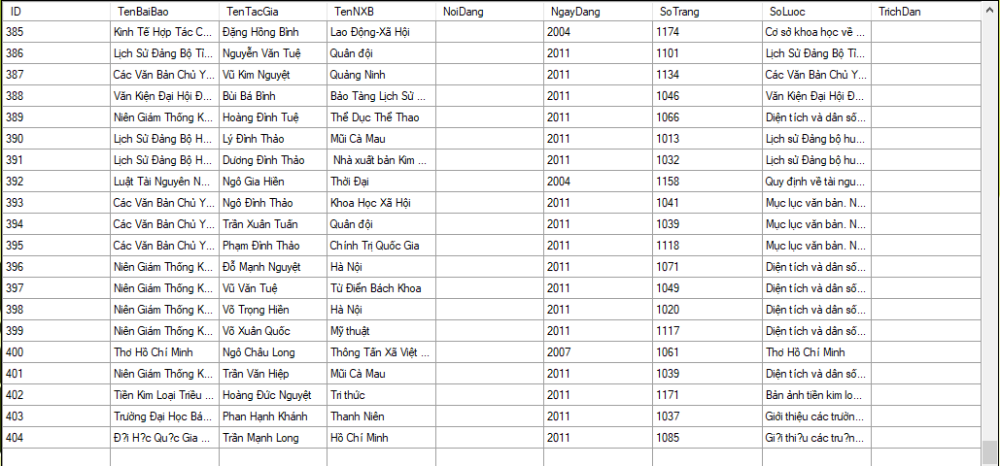 ID TenBaiBao TenTacGia TenNXB NoiDang NgayDang SoTrang SoLuoc TrichDan
385 Kinh Tế Hợp Tác C... Đặng Hồng Bình Lao Động-Xã Hội 2004 1174 Cơ sở khoa học về ...
386 Lịch Sử Đảng Bộ Tỉ... Nguyễn Văn Tuệ Quân đội 2011 1101 Lịch Sử Đảng Bộ Tỉ...
387 Các Văn Bản Chủ Y... Vũ Kim Nguyệt Quảng Ninh 2011 1134 Các Văn Bản Chủ Y...
388 Văn Kiện Đại Hội Đ... Bùi Bá Bình Bảo Tàng Lịch Sử ... 2011 1046 Văn Kiện Đại Hội Đ...
389 Niên Giám Thống K... Hoàng Đình Tuệ Thể Dục Thể Thao 2011 1066 Diện tích và dân số...
390 Lịch Sử Đảng Bộ H... Lý Đình Thảo Mũi Cà Mau 2011 1013 Lịch sử Đảng bộ hu...
391 Lịch Sử Đảng Bộ H... Dương Đình Thảo Nhà xuất bản Kim ... 2011 1032 Lịch sử Đảng bộ hu...
392 Luật Tài Nguyên N... Ngô Gia Hiền Thời Đại 2004 1158 Quy định về tài ngu...
393 Các Văn Bản Chủ Y... Ngô Đình Thảo Khoa Học Xã Hội 2011 1041 Mục lục văn bản. N...
394 Các Văn Bản Chủ Y... Trần Xuân Tuấn Quân đội 2011 1039 Mục lục văn bản. N...
395 Các Văn Bản Chủ Y... Phạm Đình Thảo Chính Trị Quốc Gia 2011 1118 Mục lục văn bản. N...
396 Niên Giám Thống K... Đỗ Mạnh Nguyệt Hà Nội 2011 1071 Diện tích và dân số...
397 Niên Giám Thống K... Vũ Văn Tuệ Từ Điển Bách Khoa 2011 1049 Diện tích và dân số...
398 Niên Giám Thống K... Võ Trọng Hiền Hà Nội 2011 1020 Diện tích và dân số...
399 Niên Giám Thống K... Võ Xuân Quốc Mỹ thuật 2011 1117 Diện tích và dân số...
400 Thơ Hồ Chí Minh Ngô Châu Long Thông Tấn Xã Việt ... 2007 1061 Thơ Hồ Chí Minh
401 Niên Giám Thống K... Trần Văn Hiệp Mũi Cà Mau 2011 1039 Diện tích và dân số...
402 Tiền Kim Loại Triều ... Hoàng Đức Nguyệt Tri thức 2011 1171 Bản ảnh tiền kim lo...
403 Trường Đại Học Bá... Phan Hạnh Khánh Thanh Niên 2011 1037 Giới thiệu các trườn...
404 Đ?i H?c Qu?c Gia ... Trần Mạnh Long Hồ Chí Minh 2011 1085 Gi?i thi?u các tru?n...